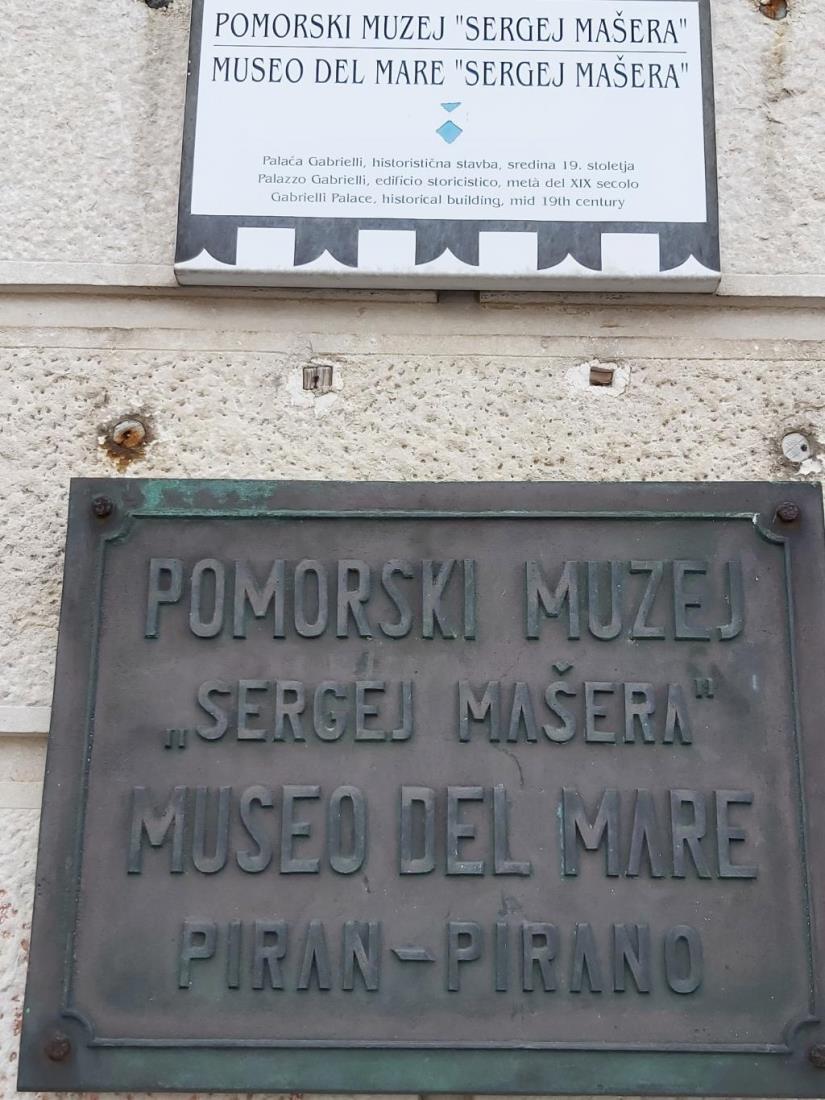 POMORSKI MUZEJ "SERGEJ MAŠERA"
MUSEO DEL MARE "SERGEJ MAŠERA"
Palača Gabrielli, historistična stavba, sredina 19. stoletja
Palazzo Gabrielli, edificio storicistico, metà del XIX secolo
Gabrielli Palace, historical building, mid 19th century
POMORSKI MUZEJ
„SERGEJ MAŠERA"
MUSEO DEL MARE
PIRAN-PIRANO